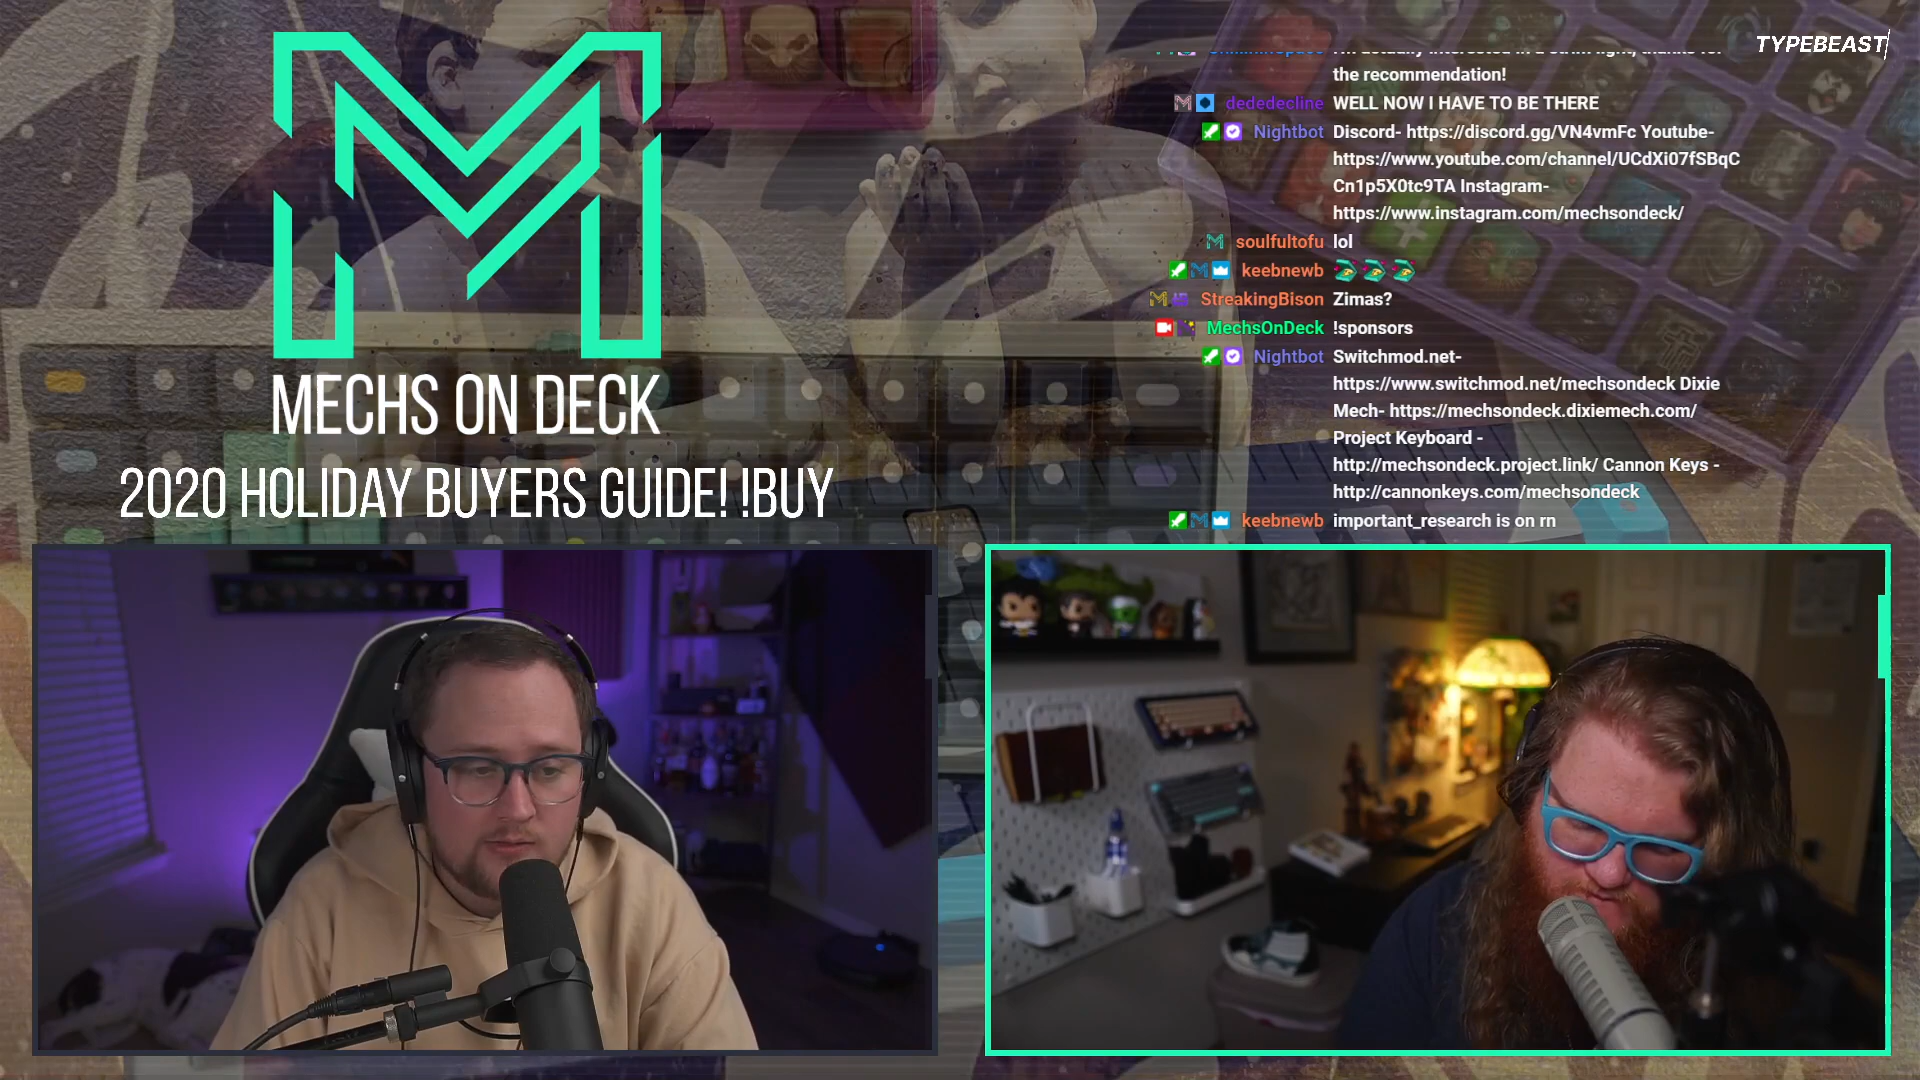 TYPEBEAST
the recommendation!
dededecline WELL NOW I HAVE TO BE THERE
Nightbot Discord- https://discord.gg/VN4vmFc Youtube-
https://www.youtube.com/channel/UCdXi07fSBqC
Cn1p5X0tc9TA Instagram-
https://www.instagram.com/mechsondeck/
soulfultofu lol
keebnewb
StreakingBison Zimas?
MechsOnDeck !sponsors
Nightbot Switchmod.net-
https://www.switchmod.net/mechsondeck Dixie
Mech- https://mechsondeck.dixiemech.com/
Project Keyboard -
http://mechsondeck.project.link/ Cannon Keys -
http://cannonkeys.com/mechsondeck
keebnewb important_research is on rn
MECHS ON DECK
2020 HOLIDAY BUYERS GUIDE! !BUY